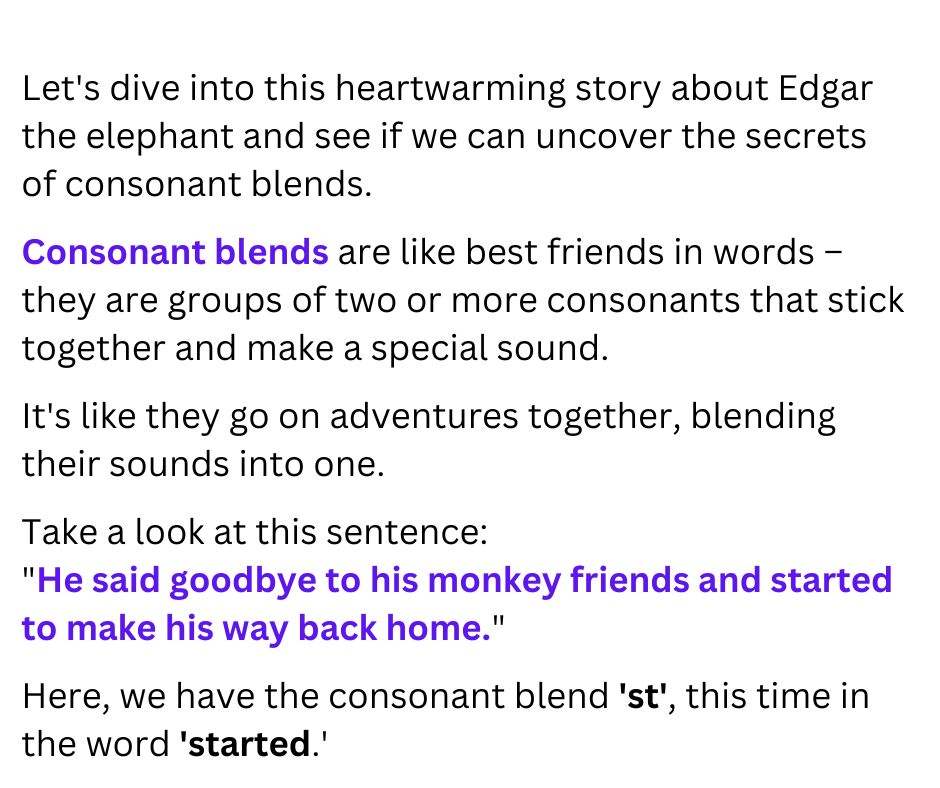 Let's dive into this heartwarming story about Edgar
the elephant and see if we can uncover the secrets
of consonant blends.
Consonant blends are like best friends in words –
they are groups of two or more consonants that stick
together and make a special sound.
It's like they go on adventures together, blending
their sounds into one.
Take a look at this sentence:
"He said goodbye to his monkey friends and started
to make his way back home."
Here, we have the consonant blend 'st', this time in
the word 'started.'